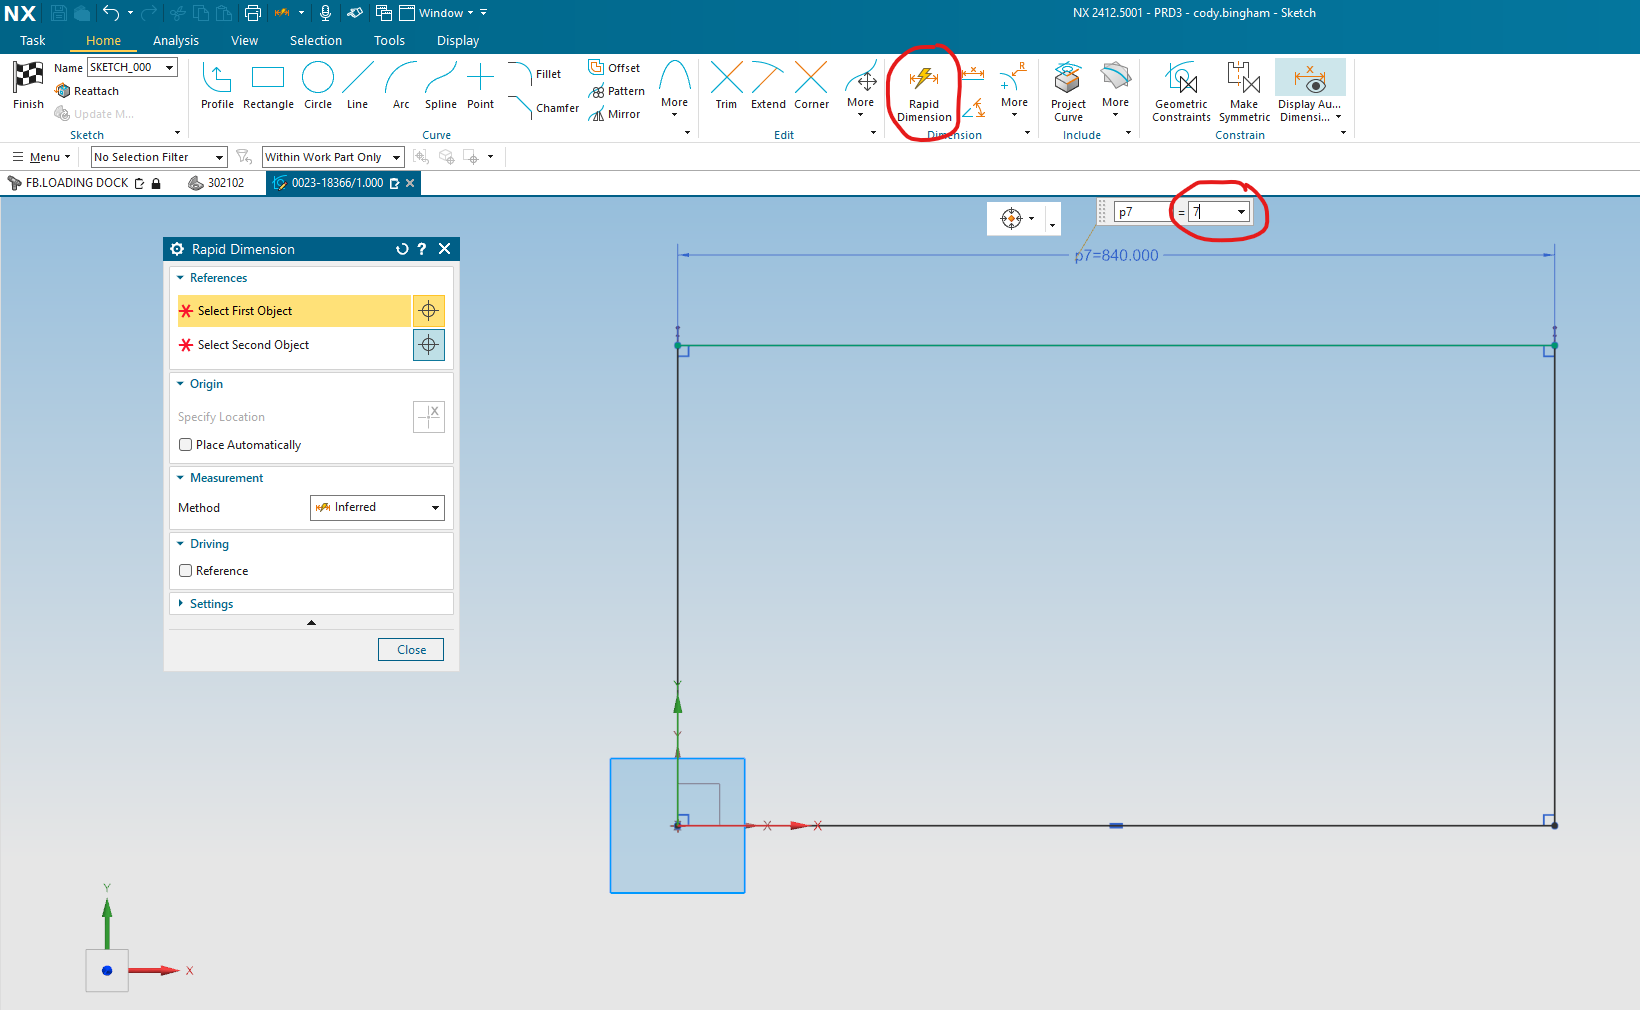 NX Window NX 2412.5001 - PRD3 - cody.bingham - Sketch
Task Home Analysis View Selection Tools Display
Finish
Name SKETCH_000
Reattach
Update M...
Sketch
Profile Rectangle Circle Line Arc Spline Point
Fillet
Chamfer
Offset
Pattern
Mirror
More
Curve
Trim Extend Corner More
Edit
Rapid
Dimension
More
Dimension
Project
Curve
More
Include
Geometric
Constraints
Make
Symmetric
Display Au...
Dimensi...
Constrain
Menu No Selection Filter Within Work Part Only
FB.LOADING DOCK 302102 0023-18366/1.000
p7 = 7
p7=840.000
Rapid Dimension
References
Select First Object
Select Second Object
Origin
Specify Location
Place Automatically
Measurement
Method Inferred
Driving
Reference
Settings
Close
Y
Y
X X
Y
X